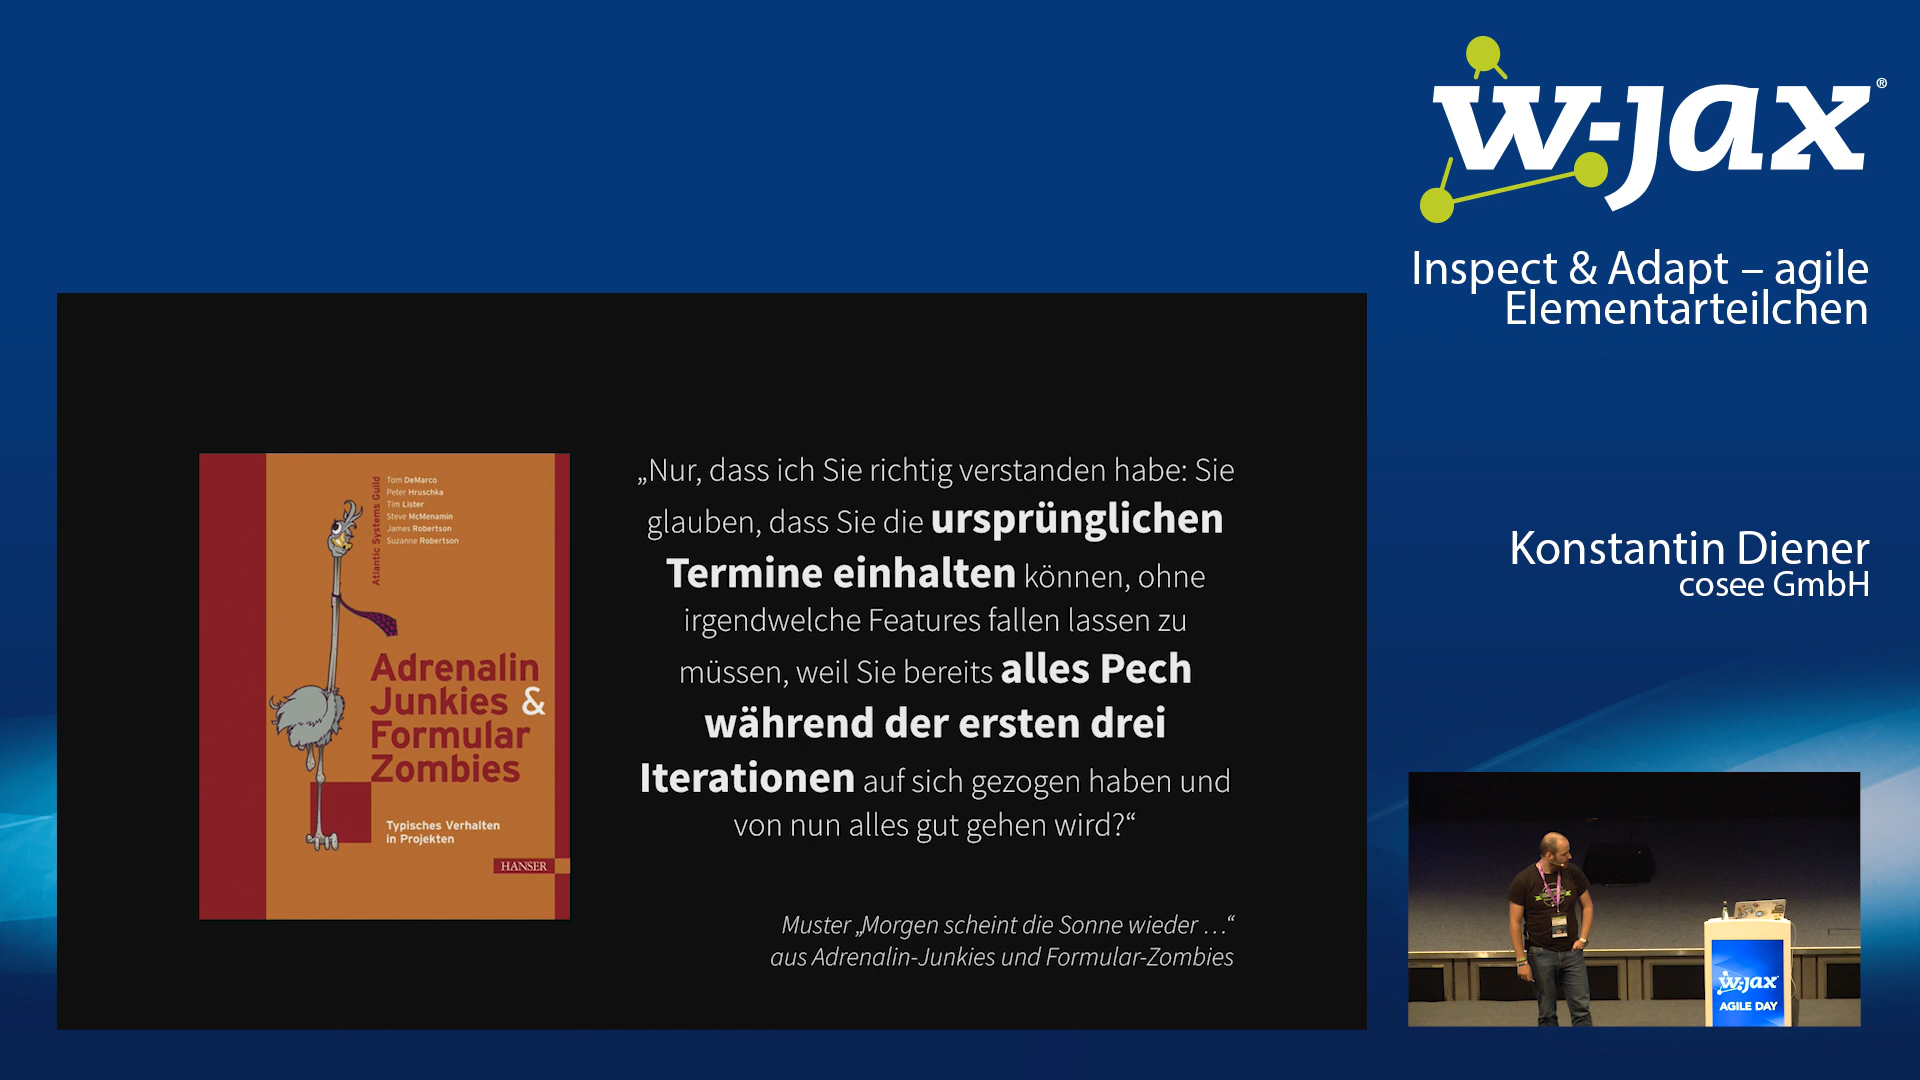 w-jax®
Inspect & Adapt – agile
Elementarteilchen
Atlantic Systems Guild
Tom DeMarco
Peter Hruschka
Tim Lister
Steve McMenamin
James Robertson
Suzanne Robertson
Adrenalin
Junkies &
Formular
Zombies
Typisches Verhalten
in Projekten
HANSER
„Nur, dass ich Sie richtig verstanden habe: Sie
glauben, dass Sie die ursprünglichen
Termine einhalten können, ohne
irgendwelche Features fallen lassen zu
müssen, weil Sie bereits alles Pech
während der ersten drei
Iterationen auf sich gezogen haben und
von nun alles gut gehen wird?“
Muster „Morgen scheint die Sonne wieder …“
aus Adrenalin-Junkies und Formular-Zombies
Konstantin Diener
cosee GmbH
w-jax
AGILE DAY